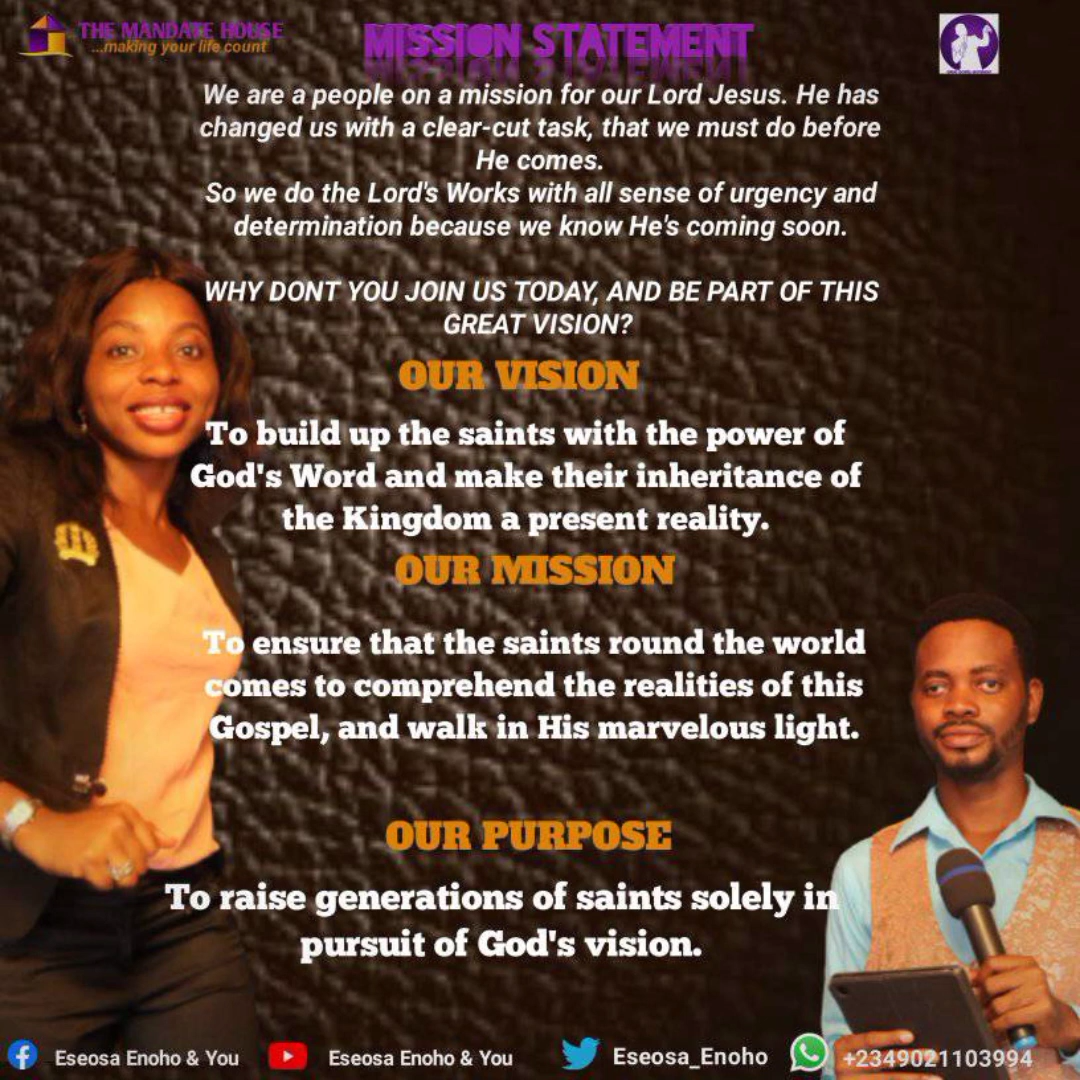 THE MANDATE HOUSE
...making your life count
MISSION STATEMENT
We are a people on a mission for our Lord Jesus. He has
changed us with a clear-cut task, that we must do before
He comes.
So we do the Lord's Works with all sense of urgency and
determination because we know He's coming soon.
WHY DONT YOU JOIN US TODAY, AND BE PART OF THIS
GREAT VISION?
OUR VISION
To build up the saints with the power of
God's Word and make their inheritance of
the Kingdom a present reality.
OUR MISSION
To ensure that the saints round the world
comes to comprehend the realities of this
Gospel, and walk in His marvelous light.
OUR PURPOSE
To raise generations of saints solely in
pursuit of God's vision.
Eseosa Enoho & You
Eseosa Enoho & You
Eseosa_Enoho
+2349021103994